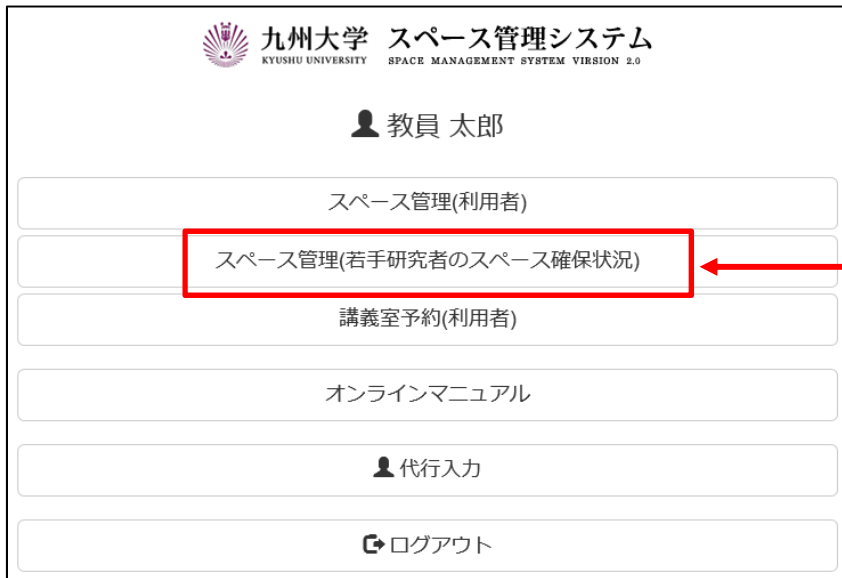 九州大学 スペース管理システム
KYUSHU UNIVERSITY SPACE MANAGEMENT SYSTEM VIRSION 2.0
教員 太郎
スペース管理(利用者)
スペース管理(若手研究者のスペース確保状況)
講義室予約(利用者)
オンラインマニュアル
代行入力
ログアウト